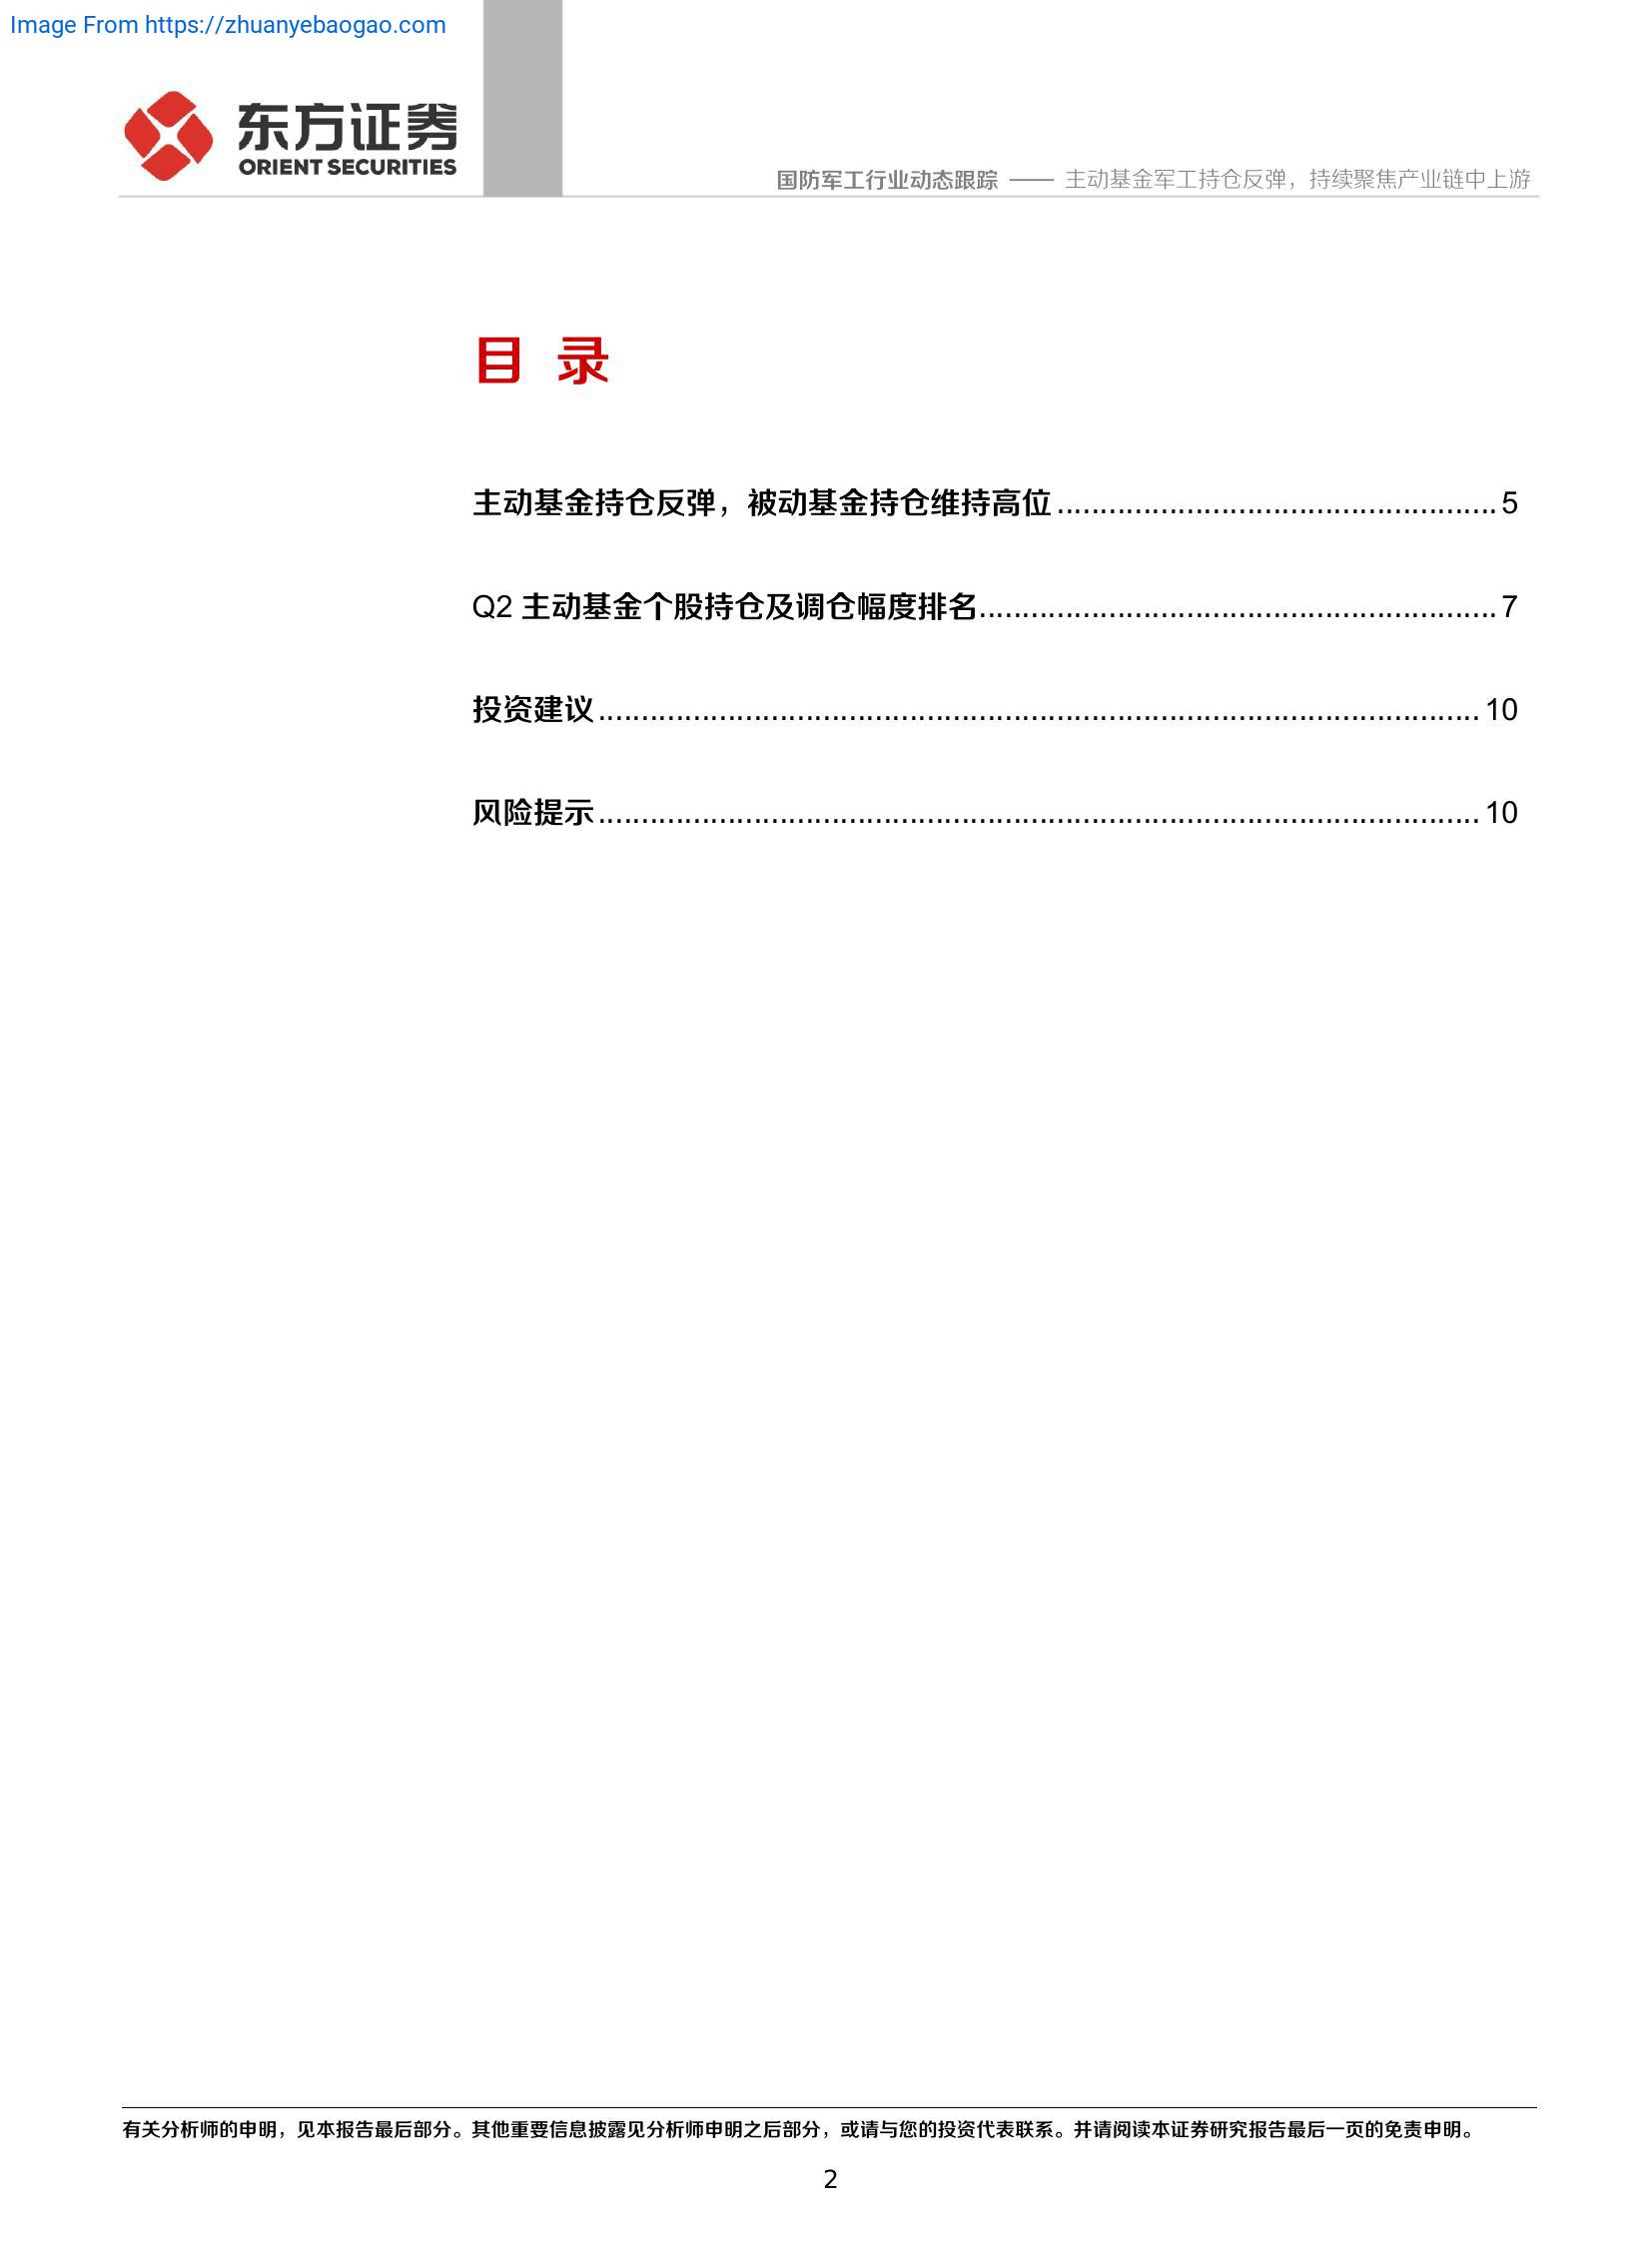 Image From https://zhuanyebaogao.com
东方证券
ORIENT SECURITIES
国防军工行业动态跟踪 —— 主动基金军工持仓反弹，持续聚焦产业链中上游
目 录
主动基金持仓反弹，被动基金持仓维持高位 ................................................. 5
Q2 主动基金个股持仓及调仓幅度排名.......................................................... 7
投资建议 .................................................................................................. 10
风险提示 .................................................................................................. 10
有关分析师的申明，见本报告最后部分。其他重要信息披露见分析师申明之后部分，或请与您的投资代表联系。并请阅读本证券研究报告最后一页的免责申明。
2